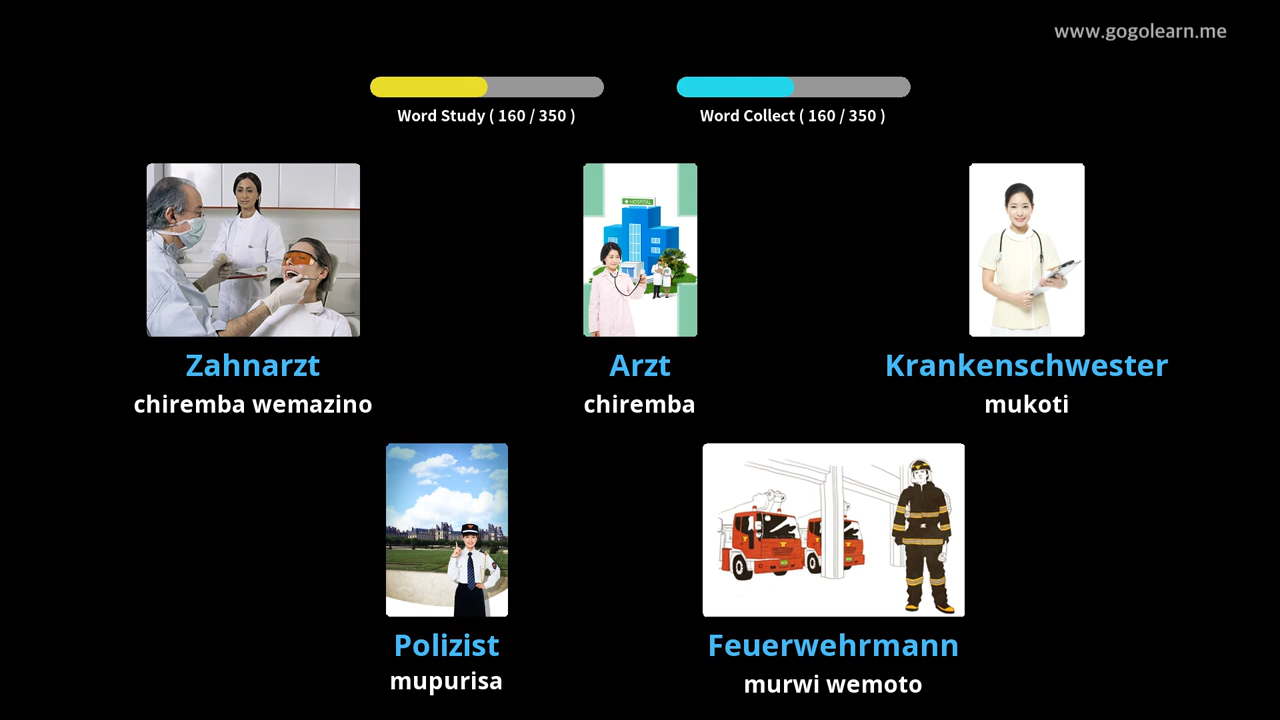 www.gogolearn.me
Word Study ( 160 / 350 )
Word Collect ( 160 / 350 )
HOSPITAL
Zahnarzt
chiremba wemazino
Arzt
chiremba
Krankenschwester
mukoti
Polizist
mupurisa
Feuerwehrmann
murwi wemoto